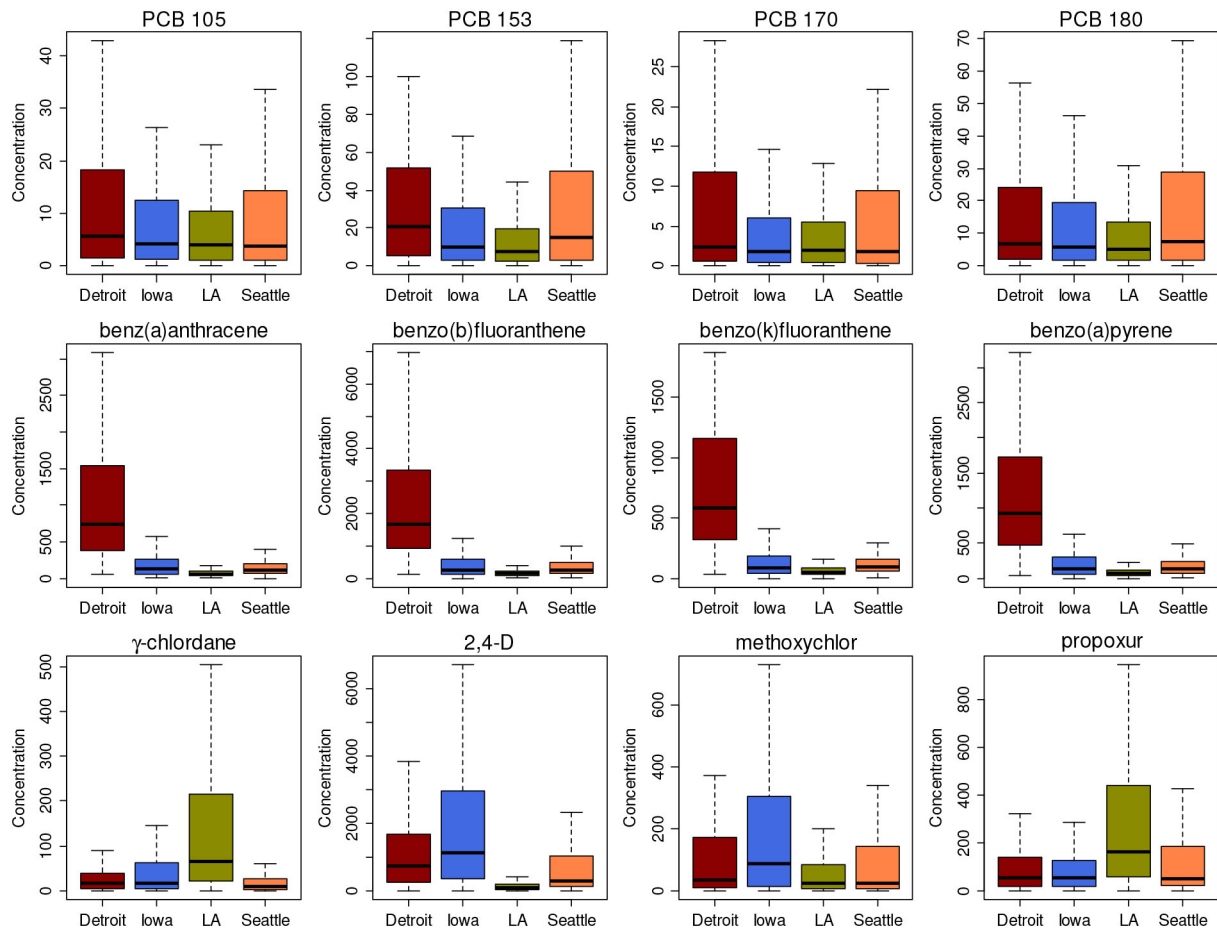 PCB 105
Concentration
0 10 20 30 40
Detroit Iowa LA Seattle
PCB 153
Concentration
0 20 40 60 80 100
Detroit Iowa LA Seattle
PCB 170
Concentration
0 5 10 15 20 25
Detroit Iowa LA Seattle
PCB 180
Concentration
0 10 20 30 40 50 60 70
Detroit Iowa LA Seattle
benz(a)anthracene
Concentration
0 500 1500 2500
Detroit Iowa LA Seattle
benzo(b)fluoranthene
Concentration
0 2000 4000 6000
Detroit Iowa LA Seattle
benzo(k)fluoranthene
Concentration
0 500 1000 1500
Detroit Iowa LA Seattle
benzo(a)pyrene
Concentration
0 500 1500 2500
Detroit Iowa LA Seattle
γ-chlordane
Concentration
0 100 200 300 400 500
Detroit Iowa LA Seattle
2,4-D
Concentration
0 2000 4000 6000
Detroit Iowa LA Seattle
methoxychlor
Concentration
0 200 400 600
Detroit Iowa LA Seattle
propoxur
Concentration
0 200 400 600 800
Detroit Iowa LA Seattle